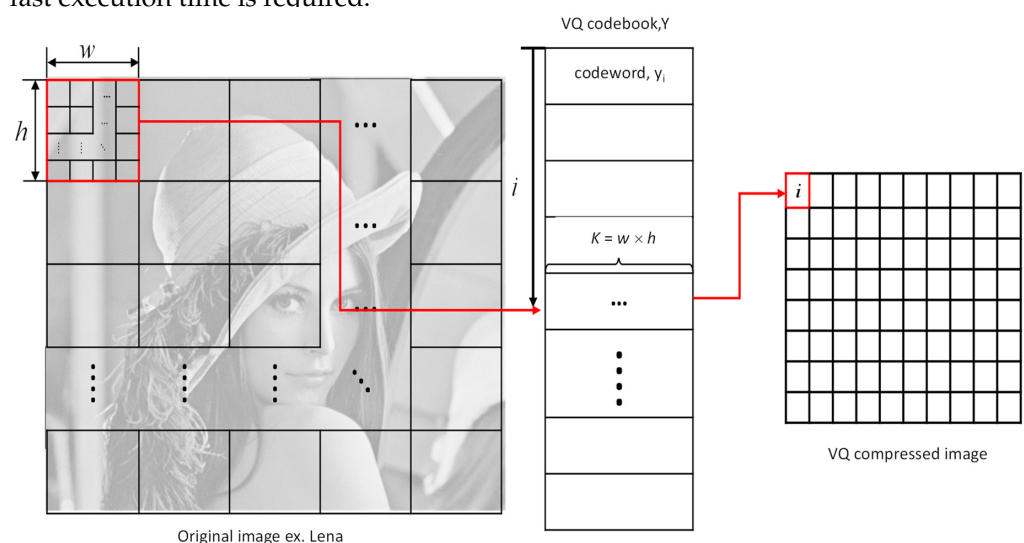 fast execution time is required.
VQ codebook,Y
w
codeword, yᵢ
h
...
...
i
i
...
K = w × h
...
...
VQ compressed image
Original image ex. Lena